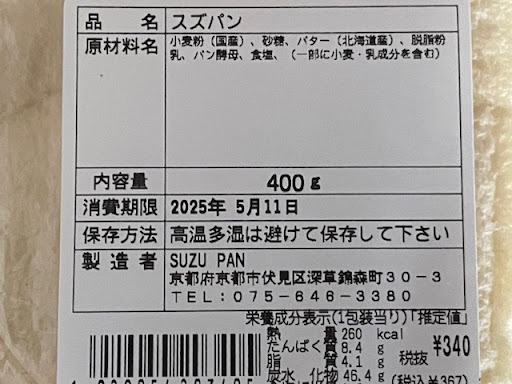 品 名 スズパン
原材料名 小麦粉（国産）、砂糖、バター（北海道産）、脱脂粉
乳、パン酵母、食塩、（一部に小麦・乳成分を含む）
内容量 400g
消費期限 2025年 5月11日
保存方法 高温多湿は避けて保存して下さい
製造者 SUZU PAN
京都府京都市伏見区深草錦森町３０－３
ＴＥＬ：０７５－６４６－３３８０
栄養成分表示(1包装当り)「推定値」
熱 量 260 kcal
たんぱく質 8.4 g
脂 質 4.1 g
炭水 化物 46.4 g
税抜 ¥340
(税込 ¥367)